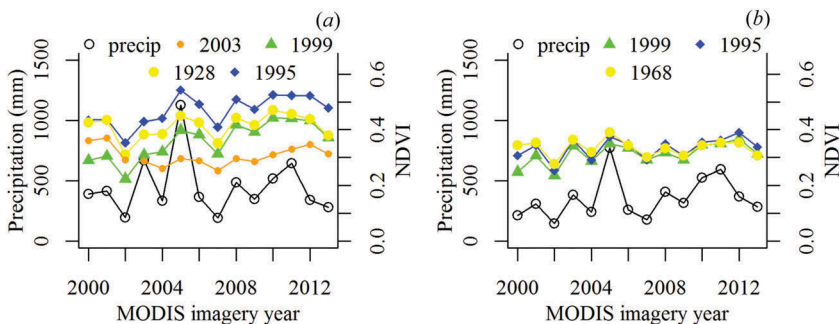 (a)
precip 2003 1999
1928 1995
Precipitation (mm)
1500
1000
500
0
NDVI
0.6
0.4
0.2
0.0
2000 2004 2008 2012
MODIS imagery year
(b)
precip 1999 1995
1968
Precipitation (mm)
1500
1000
500
0
NDVI
0.6
0.4
0.2
0.0
2000 2004 2008 2012
MODIS imagery year